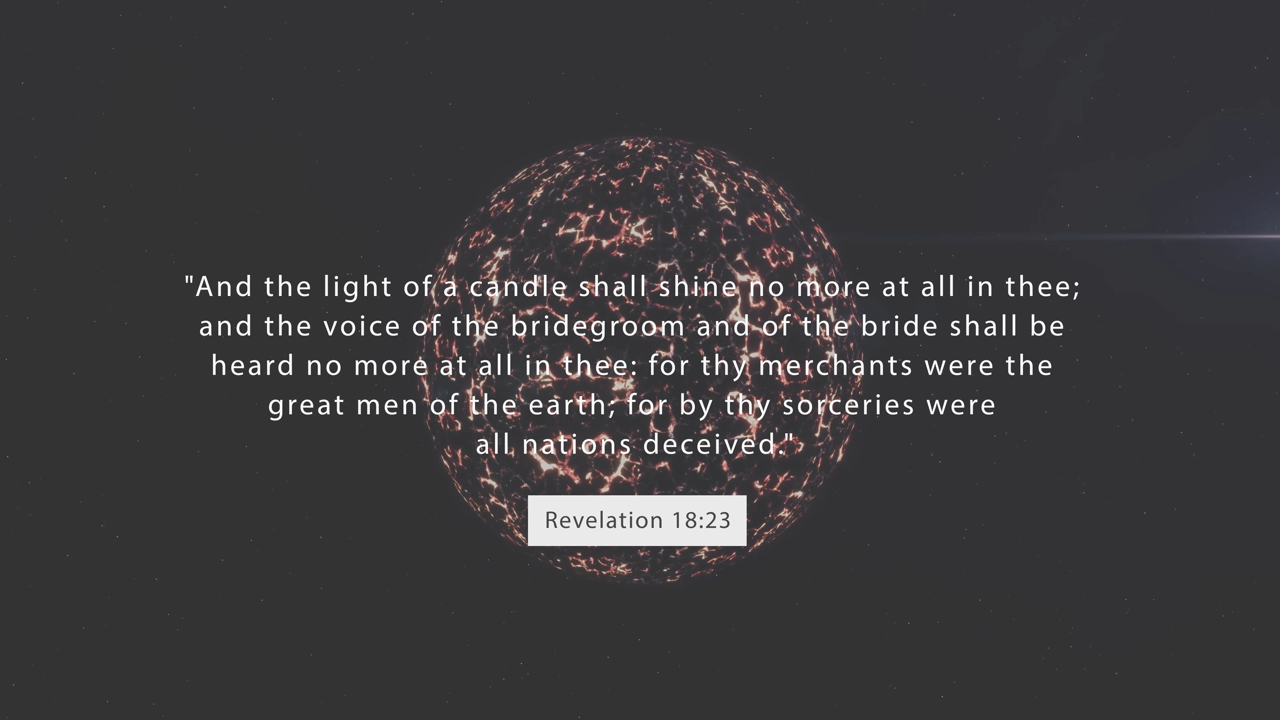 "And the light of a candle shall shine no more at all in thee;
and the voice of the bridegroom and of the bride shall be
heard no more at all in thee: for thy merchants were the
great men of the earth; for by thy sorceries were
all nations deceived."
Revelation 18:23